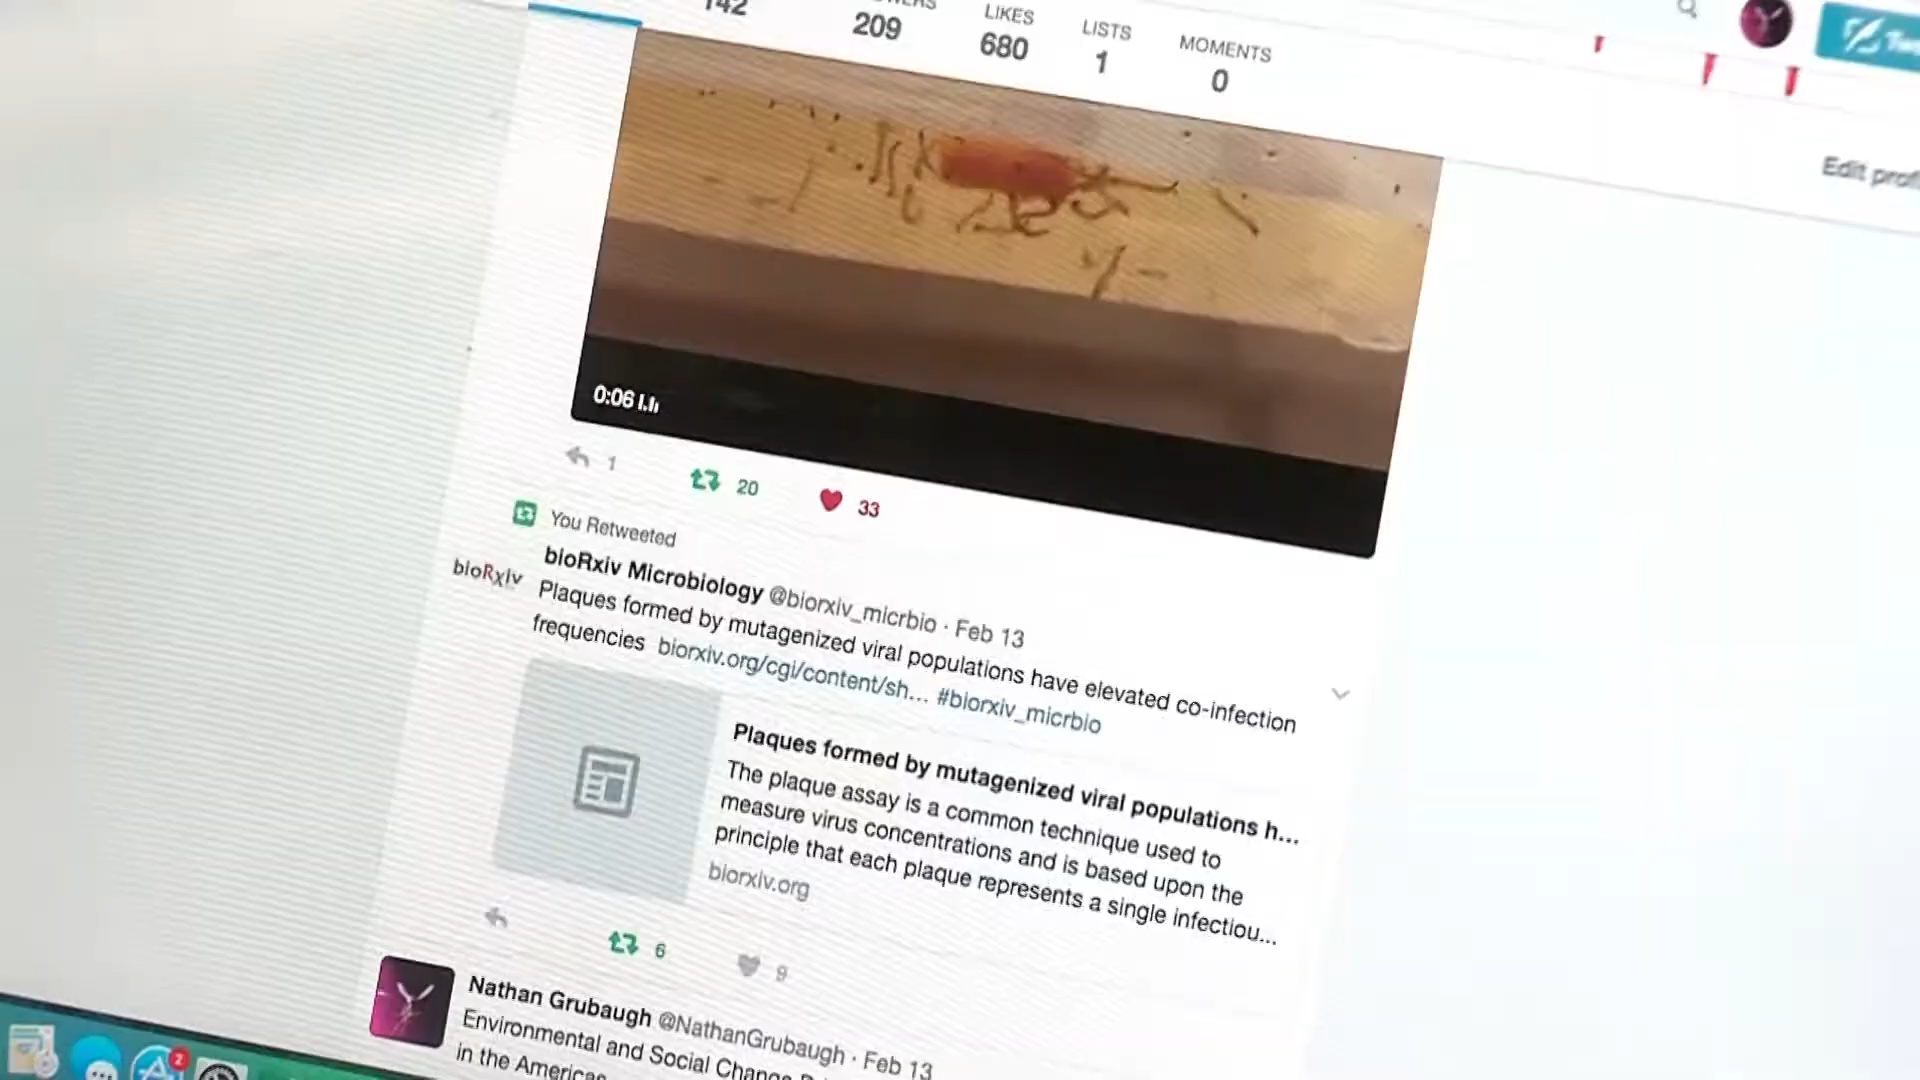 142
209
LIKES
680
LISTS
1
MOMENTS
0
0:06
1
20
33
You Retweeted
bioRxiv
bioRxiv Microbiology @biorxiv_micrbio · Feb 13
Plaques formed by mutagenized viral populations have elevated co-infection
frequencies biorxiv.org/cgi/content/sh... #biorxiv_micrbio
Plaques formed by mutagenized viral populations h...
The plaque assay is a common technique used to
measure virus concentrations and is based upon the
principle that each plaque represents a single infectiou...
biorxiv.org
6
9
Nathan Grubaugh @NathanGrubaugh · Feb 13
Environmental and Social Change
in the Americas
2
Edit